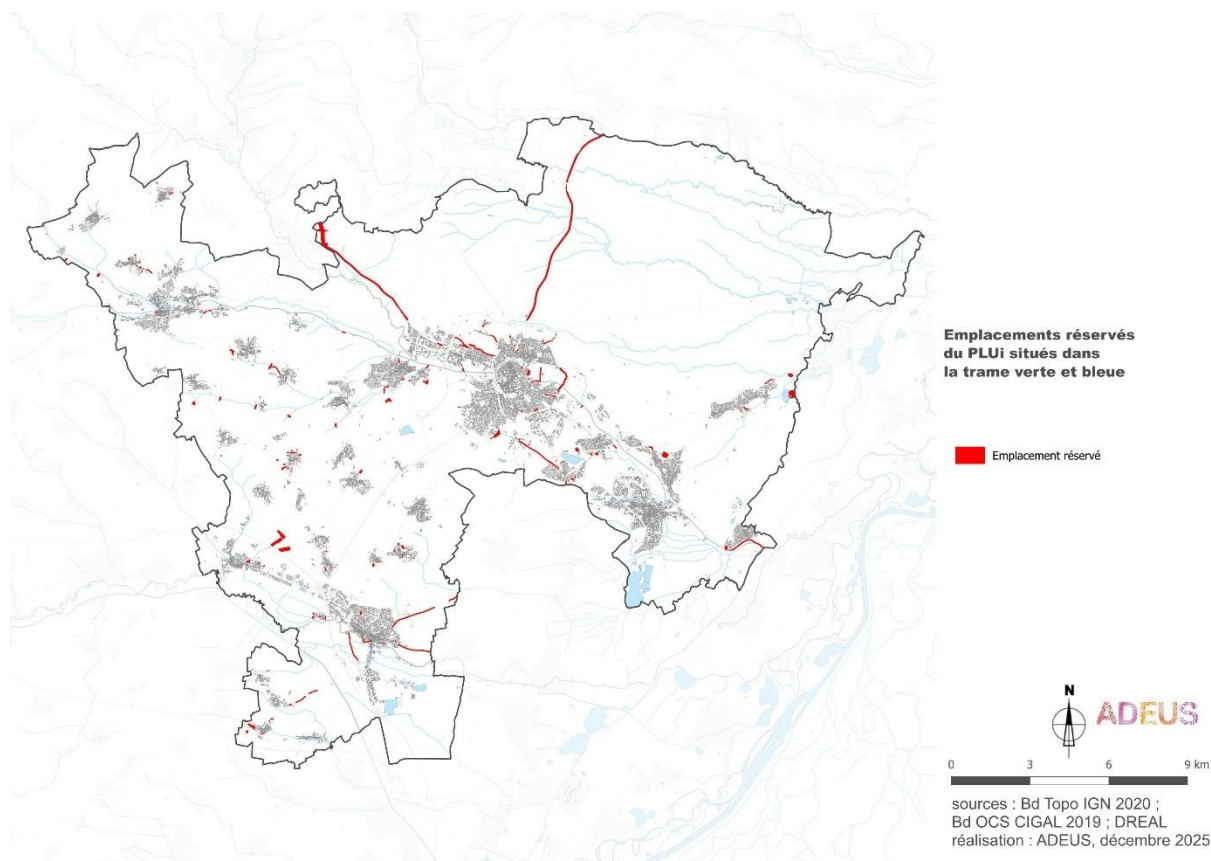 Emplacements réservés
du PLUi situés dans
la trame verte et bleue
Emplacement réservé
N
ADEUS
0 3 6 9 km
sources : Bd Topo IGN 2020 ;
Bd OCS CIGAL 2019 ; DREAL
réalisation : ADEUS, décembre 2025